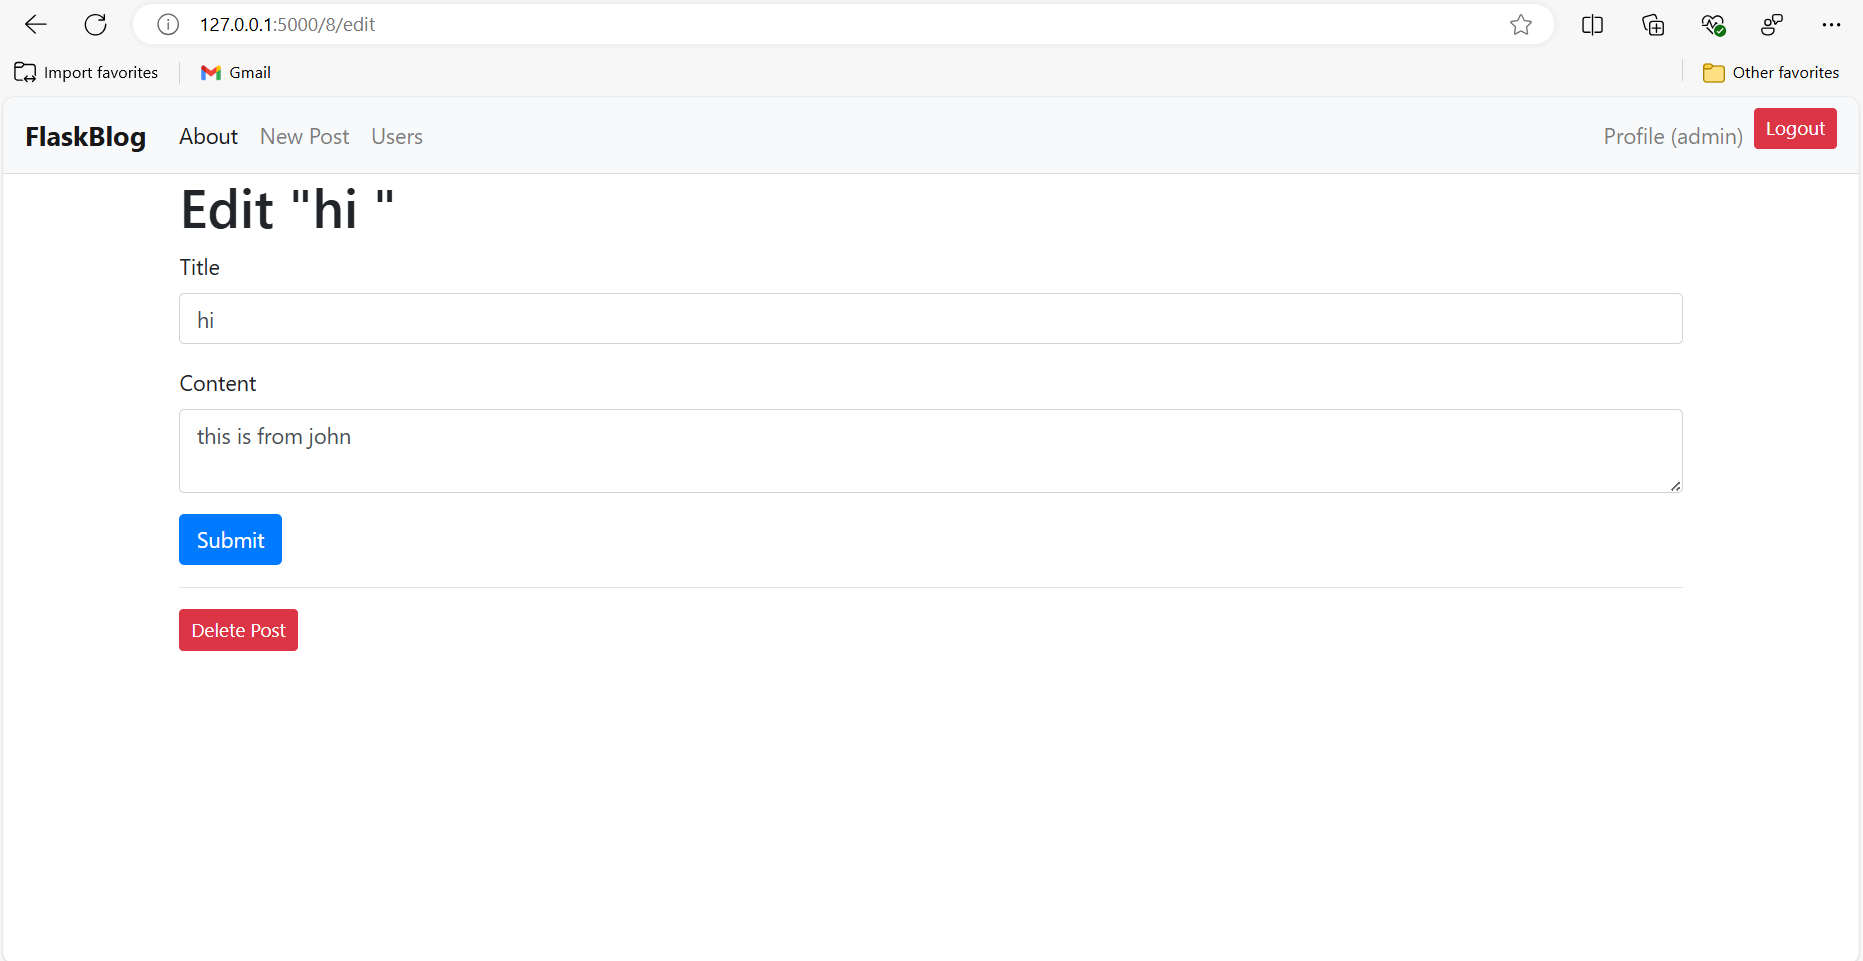 127.0.0.1:5000/8/edit
Import favorites Gmail Other favorites
FlaskBlog About New Post Users Profile (admin) Logout
Edit "hi "
Title
hi
Content
this is from john
Submit
Delete Post